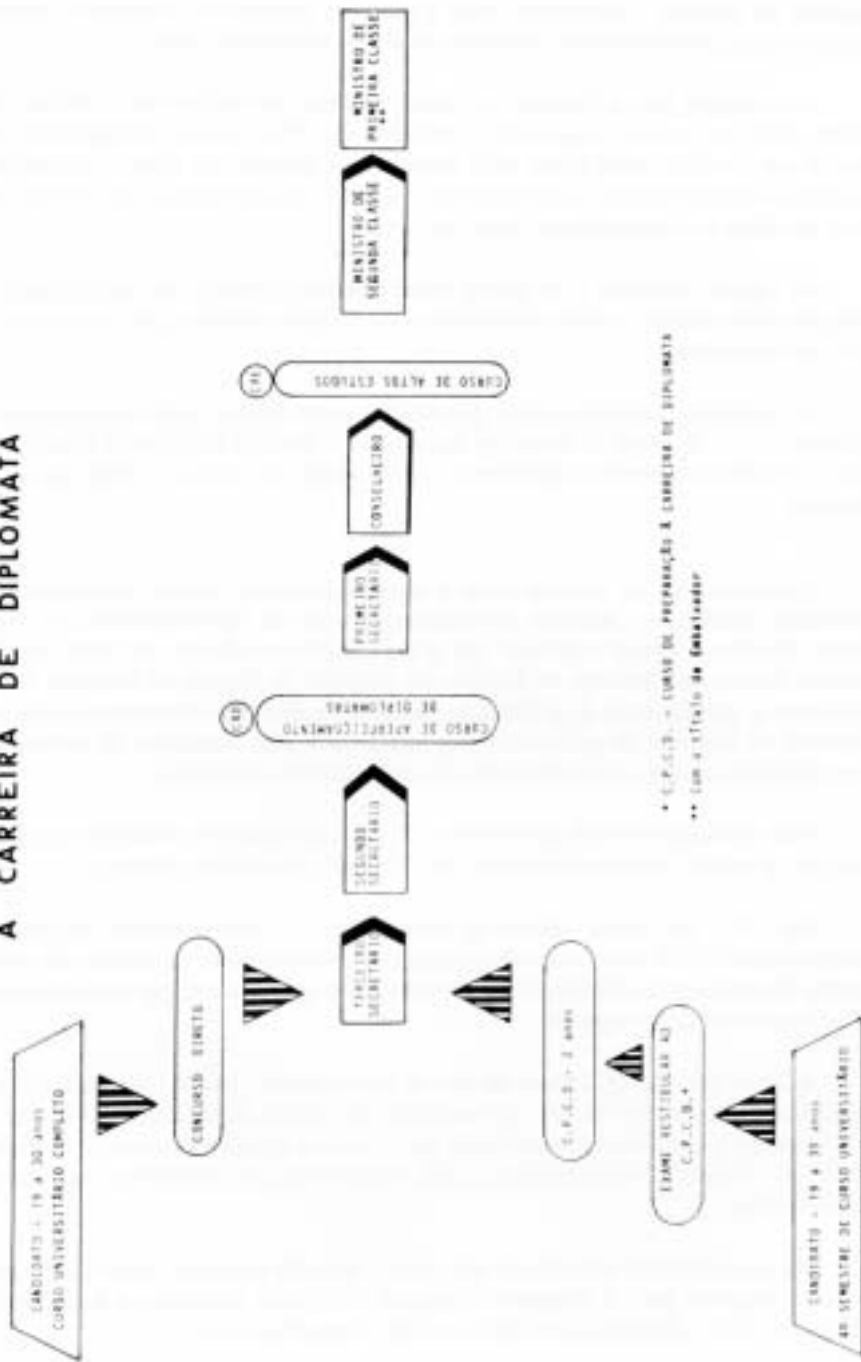 A CARREIRA DE DIPLOMATA
CANDIDATO - 19 a 30 anos
CURSO UNIVERSITÁRIO COMPLETO
CONCURSO DIRETO
TERCEIRO
SECRETÁRIO
SEGUNDO
SECRETÁRIO
CURSO DE APERFEIÇOAMENTO
DE DIPLOMATAS
CAD
PRIMEIRO
SECRETÁRIO
CONSELHEIRO
CURSO DE ALTOS ESTUDOS
CAE
MINISTRO DE
SEGUNDA CLASSE
MINISTRO DE
PRIMEIRA CLASSE
**
C.P.C.D. - 2 anos
EXAME VESTIBULAR AO
C.P.C.D.*
CANDIDATO - 19 a anos
4º SEMESTRE DE CURSO UNIVERSITÁRIO
* C.P.C.D. - CURSO DE PREPARAÇÃO À CARREIRA DE DIPLOMATA
** Com o título de Embaixador